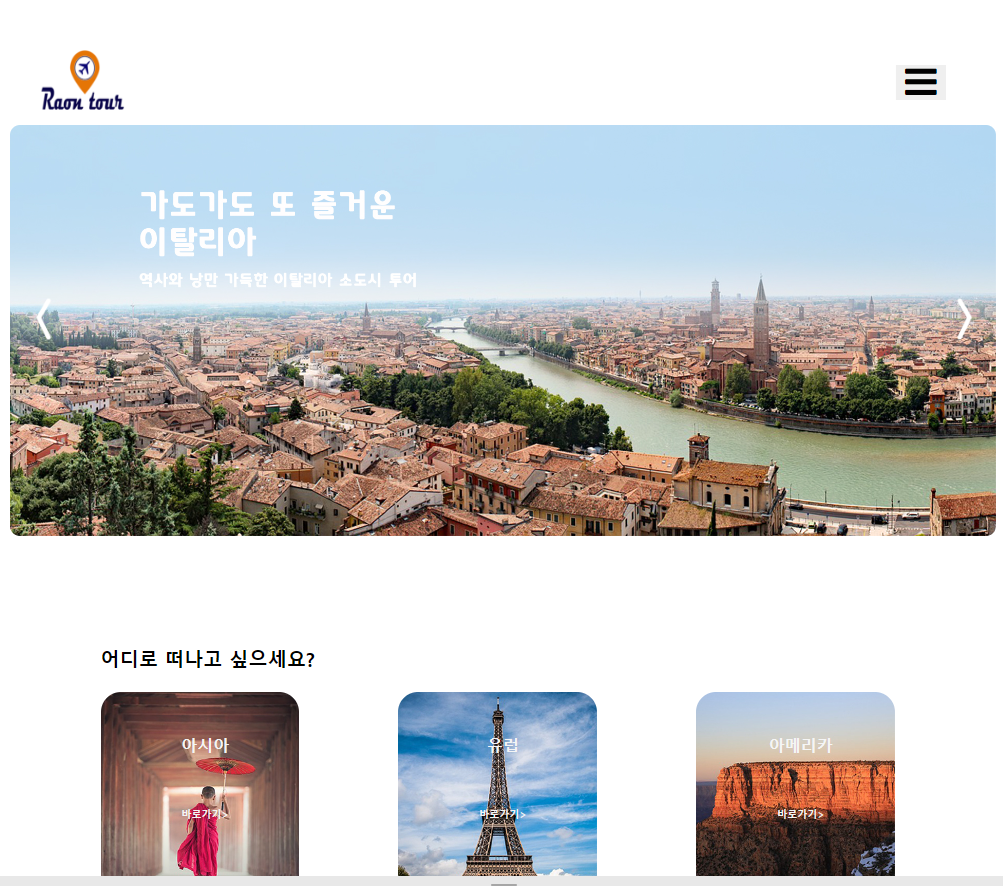 Raon tour
가도가도 또 즐거운
이탈리아
역사와 낭만 가득한 이탈리아 소도시 투어
어디로 떠나고 싶으세요?
아시아
유럽
아메리카
바로가기>
바로가기>
바로가기>